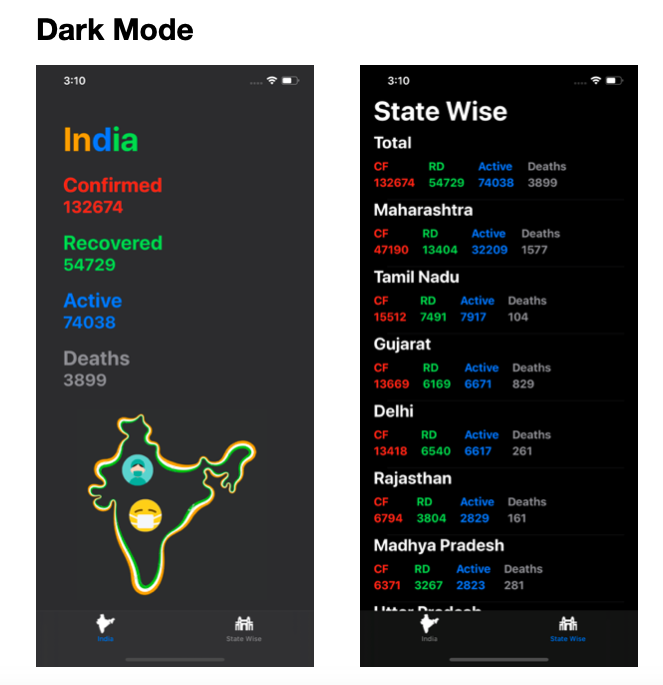 Dark Mode
3:10
India
Confirmed
132674
Recovered
54729
Active
74038
Deaths
3899
India State Wise
3:10
State Wise
Total
CF RD Active Deaths
132674 54729 74038 3899
Maharashtra
CF RD Active Deaths
47190 13404 32209 1577
Tamil Nadu
CF RD Active Deaths
15512 7491 7917 104
Gujarat
CF RD Active Deaths
13669 6169 6671 829
Delhi
CF RD Active Deaths
13418 6540 6617 261
Rajasthan
CF RD Active Deaths
6794 3804 2829 161
Madhya Pradesh
CF RD Active Deaths
6371 3267 2823 281
Uttar Pradesh
India State Wise